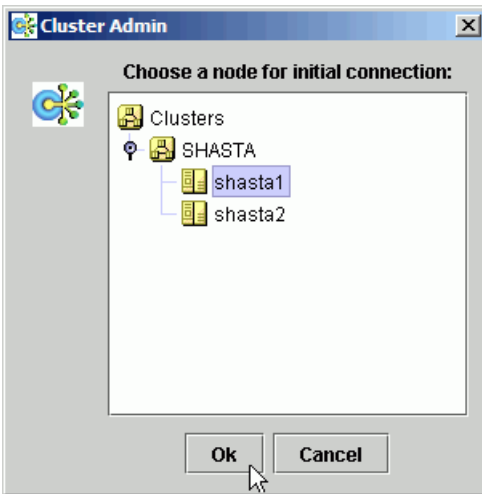 Cluster Admin
Choose a node for initial connection:
Clusters
SHASTA
shasta1
shasta2
Ok
Cancel